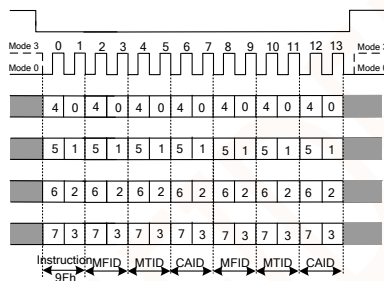 Mode 3 0 1 2 3 4 5 6 7 8 9 10 11 12 13 Mode 3
Mode 0 Mode 0
4 0 4 0 4 0 4 0 4 0 4 0 4 0
5 1 5 1 5 1 5 1 5 1 5 1 5 1
6 2 6 2 6 2 6 2 6 2 6 2 6 2
7 3 7 3 7 3 7 3 7 3 7 3 7 3
Instruction MFID MTID CAID MFID MTID CAID
9Fh